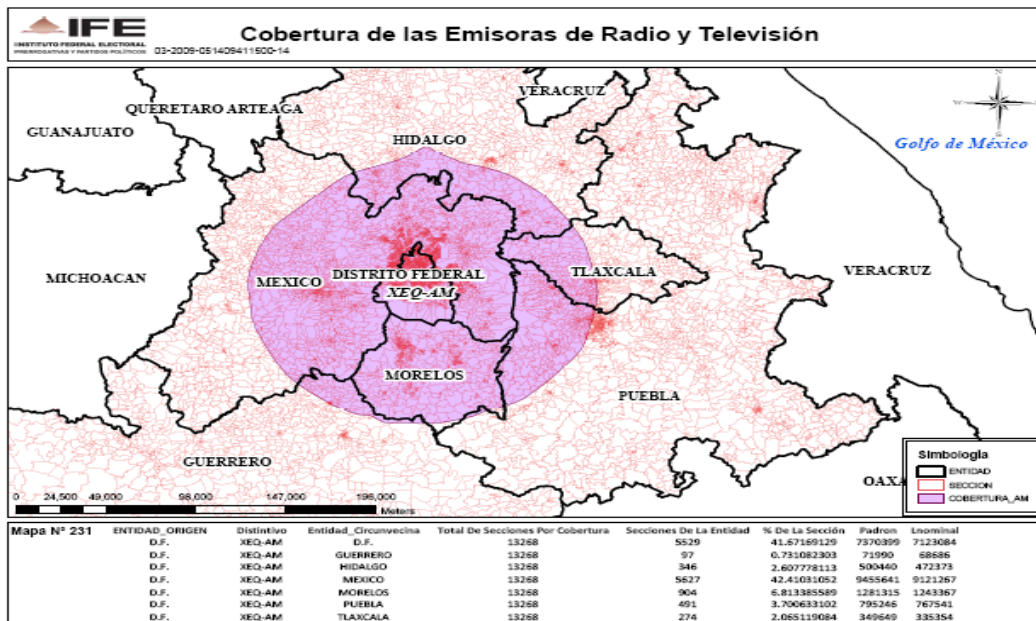 IFE
INSTITUTO FEDERAL ELECTORAL
PRERROGATIVAS Y PARTIDOS POLÍTICOS
03-2009-051409411500-14
Cobertura de las Emisoras de Radio y Televisión
VERACRUZ
QUERETARO ARTEAGA
GUANAJUATO
HIDALGO
N
W
S
Golfo de México
MICHOACAN
MEXICO
DISTRITO FEDERAL
XEQ-AM
TLAXCALA
VERACRUZ
MORELOS
PUEBLA
GUERRERO
Simbología
ENTIDAD
SECCION
COBERTURA_AM
0 24,500 49,000 98,000 147,000 196,000
Meters
Mapa Nº 231 ENTIDAD_ORIGEN Distintivo Entidad_Circunvecina Total De Secciones Por Cobertura Secciones De La Entidad % De La Sección Padron Lnominal
D.F. XEQ-AM D.F. 13268 5529 41.67169129 7370399 7123084
D.F. XEQ-AM GUERRERO 13268 97 0.731082303 71990 68686
D.F. XEQ-AM HIDALGO 13268 346 2.607778113 500440 472373
D.F. XEQ-AM MEXICO 13268 5627 42.41031052 9455641 9121267
D.F. XEQ-AM MORELOS 13268 904 6.813385589 1281315 1243367
D.F. XEQ-AM PUEBLA 13268 491 3.700633102 795246 767541
D.F. XEQ-AM TLAXCALA 13268 274 2.065119084 349649 335354